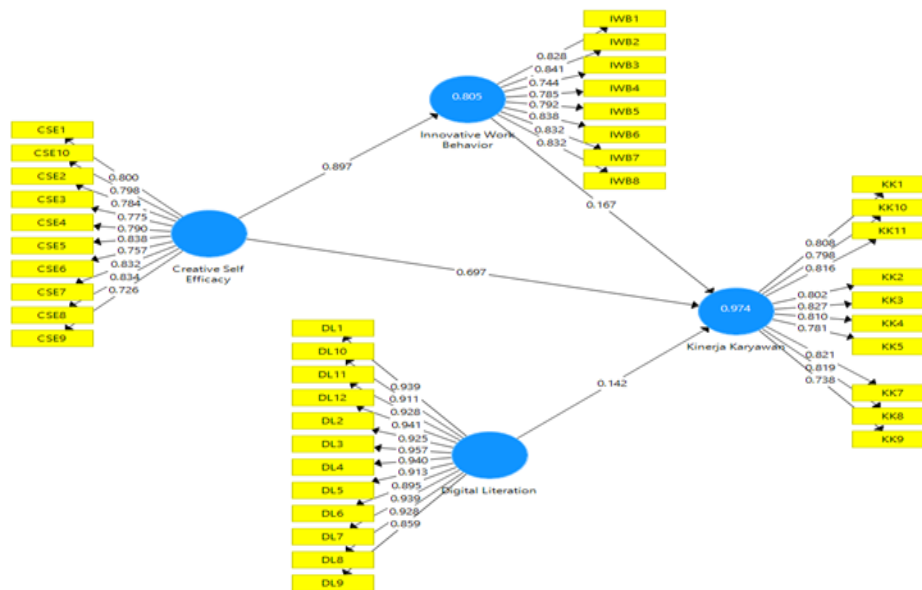 IWB1
IWB2
IWB3
IWB4
IWB5
IWB6
IWB7
IWB8
0.828
0.841
0.744
0.785
0.792
0.838
0.832
0.832
0.805
Innovative Work
Behavior
CSE1
CSE10
CSE2
CSE3
CSE4
CSE5
CSE6
CSE7
CSE8
CSE9
0.800
0.798
0.784
0.775
0.790
0.838
0.757
0.832
0.834
0.726
Creative Self
Efficacy
0.897
0.697
0.167
0.142
KK1
KK10
KK11
KK2
KK3
KK4
KK5
KK7
KK8
KK9
0.808
0.798
0.816
0.802
0.827
0.810
0.781
0.821
0.819
0.738
0.974
Kinerja Karyawan
DL1
DL10
DL11
DL12
DL2
DL3
DL4
DL5
DL6
DL7
DL8
DL9
0.939
0.911
0.928
0.941
0.925
0.957
0.940
0.913
0.895
0.939
0.928
0.859
Digital Literation